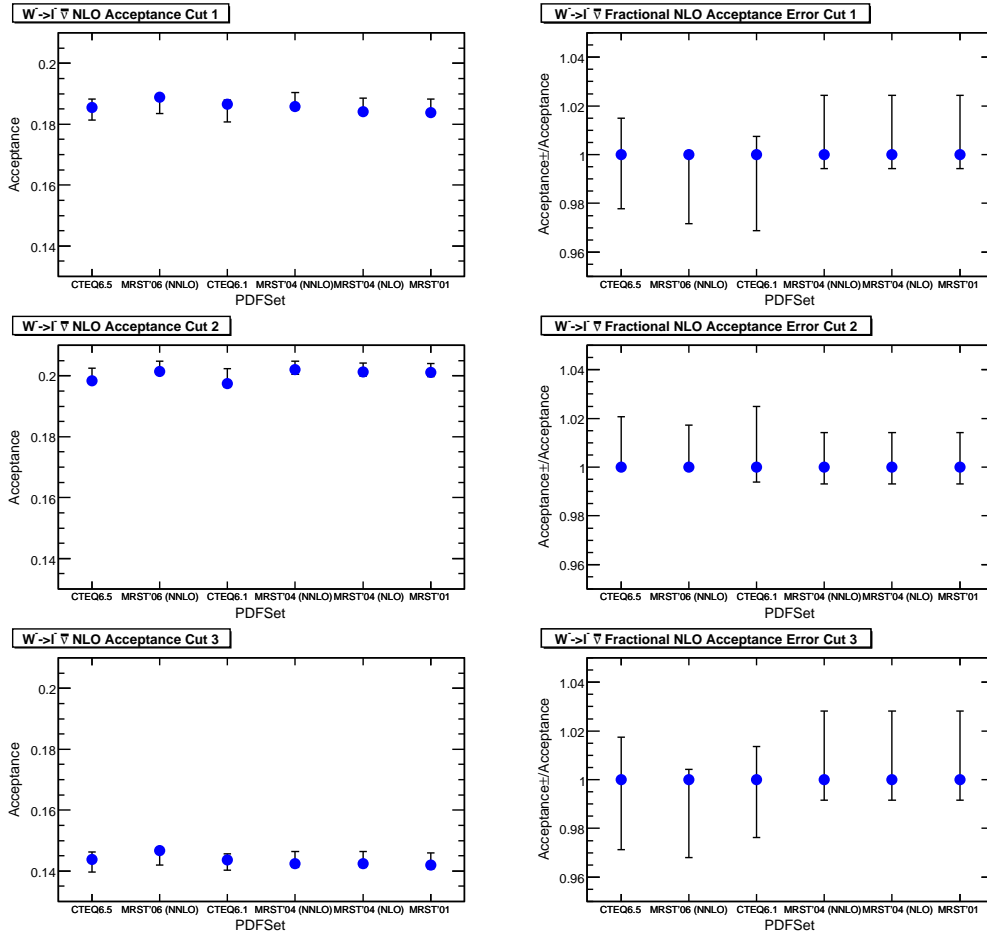 W⁻->l⁻ ν̅ NLO Acceptance Cut 1
Acceptance
0.2
0.18
0.16
0.14
CTEQ6.5 MRST'06 (NNLO) CTEQ6.1 MRST'04 (NNLO) MRST'04 (NLO) MRST'01
PDFSet
W⁻->l⁻ ν̅ Fractional NLO Acceptance Error Cut 1
Acceptance±/Acceptance
1.04
1.02
1
0.98
0.96
CTEQ6.5 MRST'06 (NNLO) CTEQ6.1 MRST'04 (NNLO) MRST'04 (NLO) MRST'01
PDFSet
W⁻->l⁻ ν̅ NLO Acceptance Cut 2
Acceptance
0.2
0.18
0.16
0.14
CTEQ6.5 MRST'06 (NNLO) CTEQ6.1 MRST'04 (NNLO) MRST'04 (NLO) MRST'01
PDFSet
W⁻->l⁻ ν̅ Fractional NLO Acceptance Error Cut 2
Acceptance±/Acceptance
1.04
1.02
1
0.98
0.96
CTEQ6.5 MRST'06 (NNLO) CTEQ6.1 MRST'04 (NNLO) MRST'04 (NLO) MRST'01
PDFSet
W⁻->l⁻ ν̅ NLO Acceptance Cut 3
Acceptance
0.2
0.18
0.16
0.14
CTEQ6.5 MRST'06 (NNLO) CTEQ6.1 MRST'04 (NNLO) MRST'04 (NLO) MRST'01
PDFSet
W⁻->l⁻ ν̅ Fractional NLO Acceptance Error Cut 3
Acceptance±/Acceptance
1.04
1.02
1
0.98
0.96
CTEQ6.5 MRST'06 (NNLO) CTEQ6.1 MRST'04 (NNLO) MRST'04 (NLO) MRST'01
PDFSet